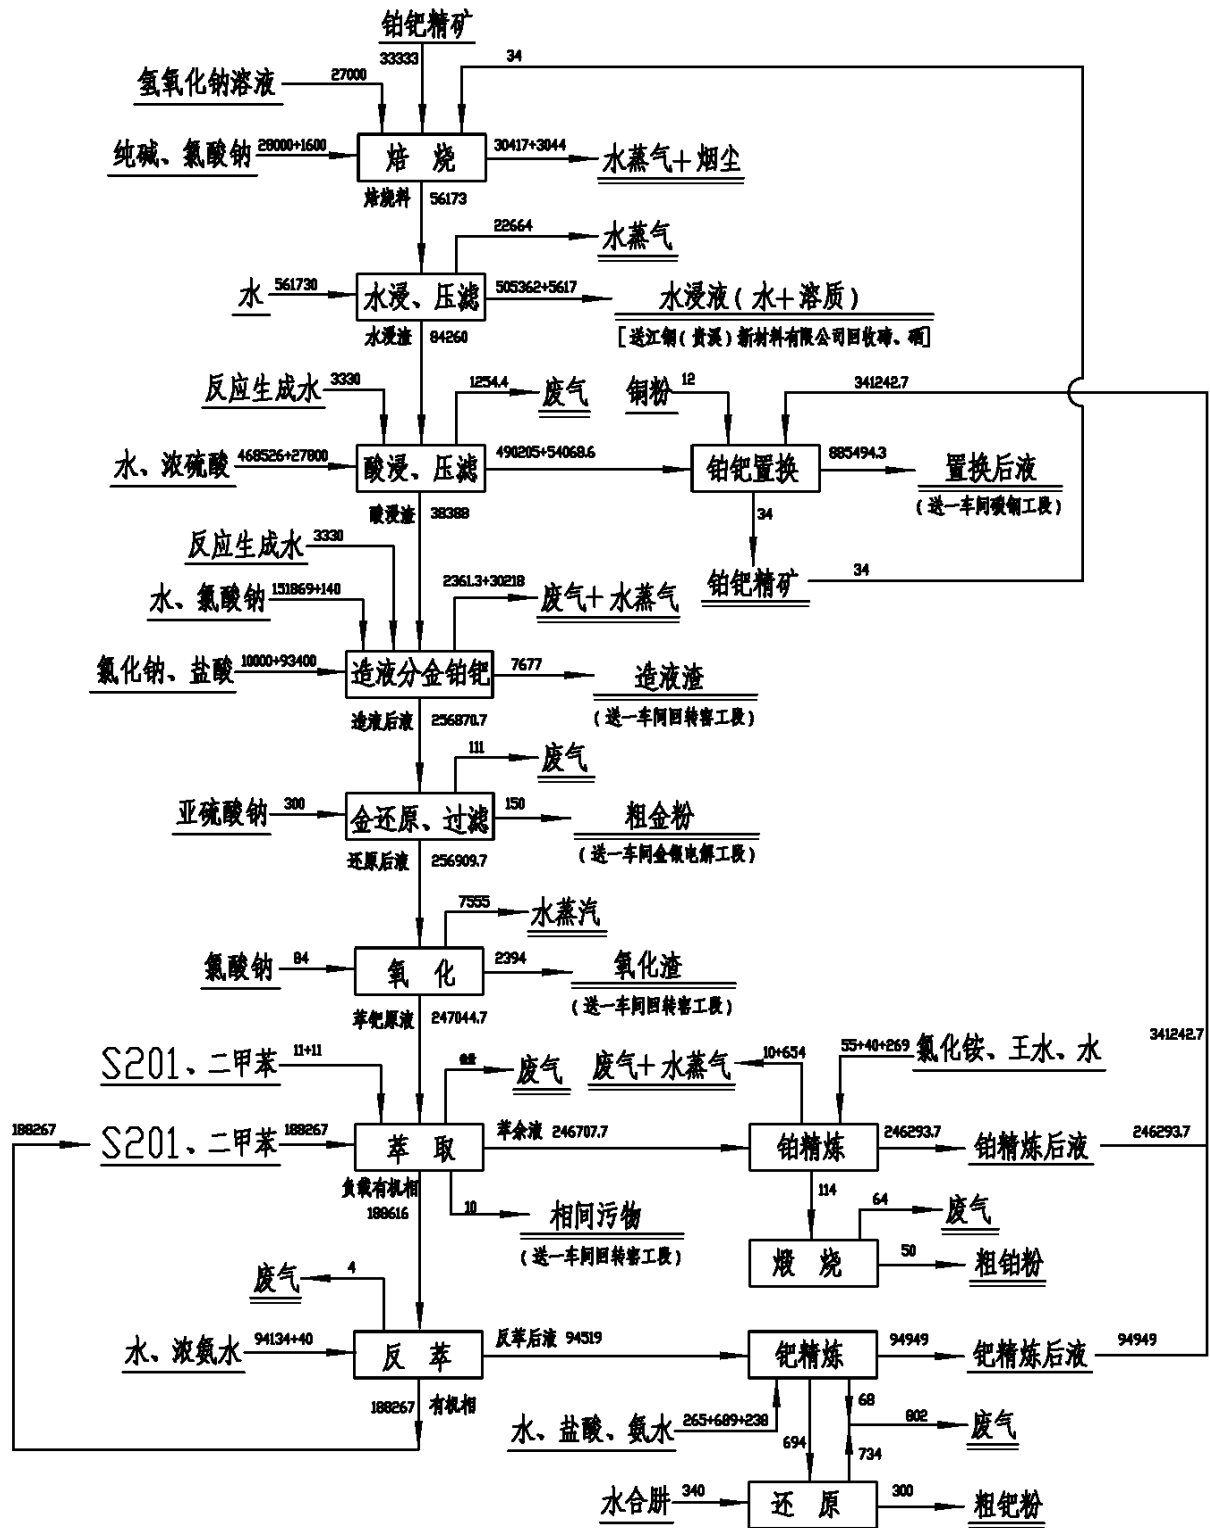 铂钯精矿
33333
34
氢氧化钠溶液
27000
纯碱、氯酸钠
28000+1600
焙 烧
30417+3044
水蒸气+烟尘
焙烧料
56173
22664
水蒸气
水
561730
水浸、压滤
505362+5617
水浸液(水+溶质)
[送江铜(贵溪)新材料有限公司回收碲、硒]
水浸渣
84260
反应生成水
3330
1254.4
废气
铜粉
12
341242.7
水、浓硫酸
468526+27800
酸浸、压滤
490205+54068.6
铂钯置换
885494.3
置换后液
(送一车间碳铜工段)
酸浸渣
38388
34
反应生成水
3330
铂钯精矿
34
水、氯酸钠
151869+140
2361.3+30218
废气+水蒸气
氯化钠、盐酸
10000+93400
造液分金铂钯
7677
造液渣
(送一车间回转窑工段)
造液后液
256870.7
111
废气
亚硫酸钠
300
金还原、过滤
150
粗金粉
(送一车间金银电解工段)
还原后液
256909.7
7555
水蒸汽
氯酸钠
84
氧 化
2394
氧化渣
(送一车间回转窑工段)
萃钯原液
247044.7
341242.7
S201、二甲苯
11+11
废气
废气+水蒸气
10+654
55+40+269
氯化铵、王水、水
188267
S201、二甲苯
188267
萃 取
萃余液
246707.7
铂精炼
246293.7
铂精炼后液
246293.7
负载有机相
188616
10
相间污物
(送一车间回转窑工段)
114
64
废气
煅 烧
50
粗铂粉
废气
4
水、浓氨水
94134+40
反 萃
反萃后液
94519
钯精炼
94949
钯精炼后液
94949
188267
有机相
水、盐酸、氨水
265+689+238
68
802
废气
694
734
水合肼
340
还 原
300
粗钯粉